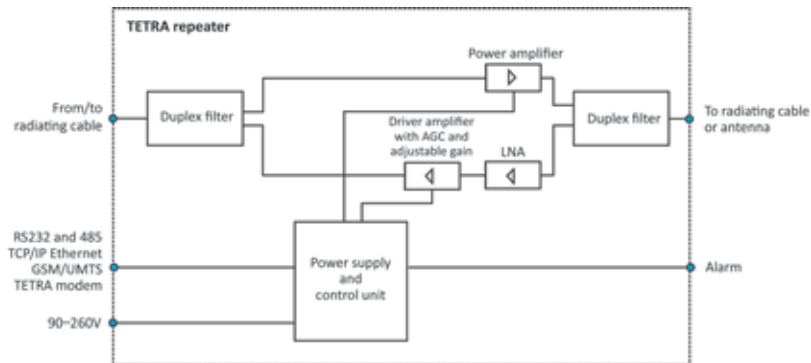 TETRA repeater
Power amplifier
From/to
radiating cable
Duplex filter
Duplex filter
To radiating cable
or antenna
Driver amplifier
with AGC and
adjustable gain
LNA
RS232 and 485
TCP/IP Ethernet
GSM/UMTS
TETRA modem
Power supply
and
control unit
Alarm
90–260V